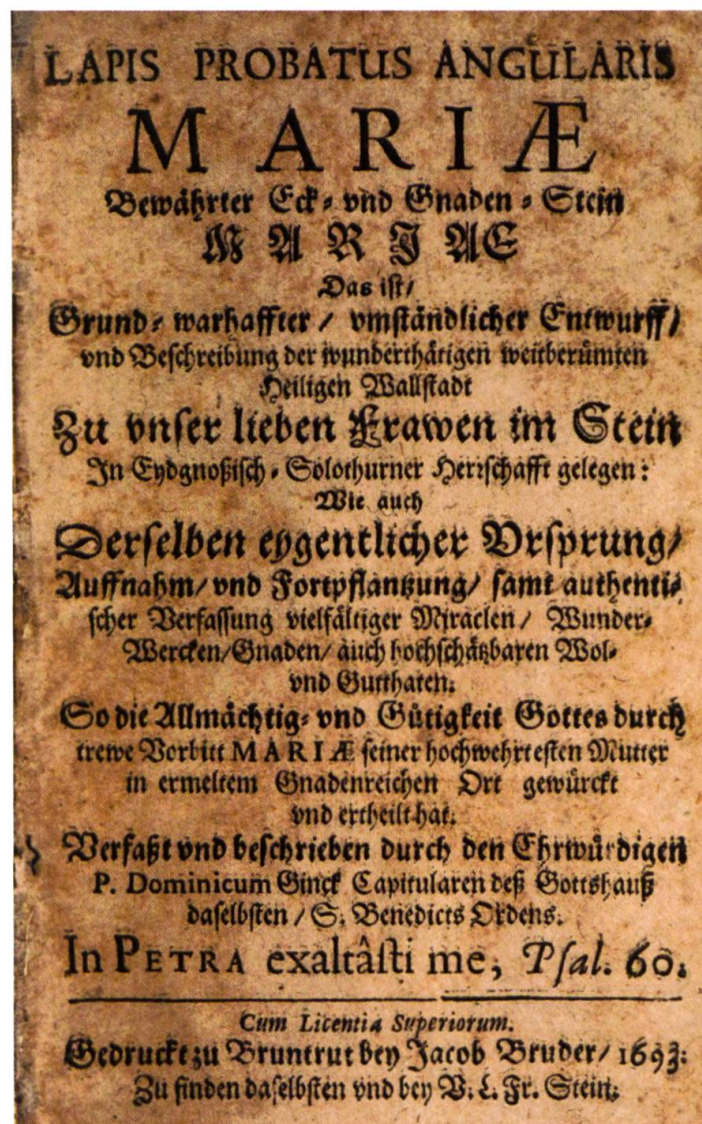 LAPIS PROBATUS ANGULARIS
MARIÆ
Bewährter Eck- vnd Gnaden-Stein
MARJAE
Das ist/
Grund- warhaffter / vmständlicher Entwurff/
vnd Beschreibung der wunderthätigen weitberümten
Heiligen Wallstadt
Zu vnser lieben Frawen im Stein
In Eydgnoßisch-Solothurner Herrschafft gelegen:
Wie auch
Derselben eygentlicher Vrsprung/
Auffnahm/ vnd Fortpflantzung/ samt authenti-
scher Verfassung vielfältiger Miraclen / Wunder-
Wercken/Gnaden/ auch hochschätzbaren Wol-
vnd Gutthaten.
So die Allmächtig- vnd Gütigkeit Gottes durch
trewe Vorbitt MARIÆ seiner hochwehrtesten Mutter
in ermeltem Gnadenreichen Ort gewürckt
vnd ertheilt hat.
Verfaßt vnd beschrieben durch den Ehrwürdigen
P. Dominicum Ginck Capitularen deß Gottshauß
daselbsten / S. Benedicts Ordens.
In PETRA exaltâsti me, Psal. 60.
Cum Licentia Superiorum.
Gedruckt zu Bruntrut bey Jacob Bruder/ 1693.
Zu finden daselbsten vnd bey V. L. Fr. Stein.